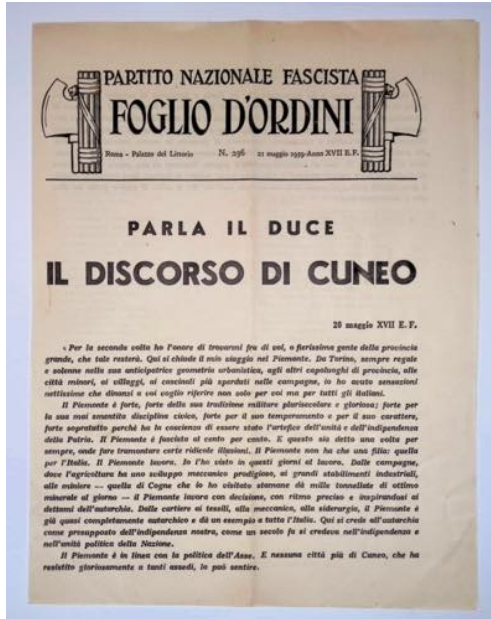 PARTITO NAZIONALE FASCISTA
FOGLIO D'ORDINI
Roma - Palazzo del Littorio N. 236 21 maggio 1939-Anno XVII E.F.
PARLA IL DUCE
IL DISCORSO DI CUNEO
20 maggio XVII E. F.
« Per la seconda volta ho l'onore di trovarmi fra di voi, o fierissima gente della provincia
grande, che tale resterà. Qui si chiude il mio viaggio nel Piemonte. Da Torino, sempre regale
e solenne nella sua anticipatrice geometria urbanistica, agli altri capoluoghi di provincia, alle
città minori, ai villaggi, ai cascinali più sperduti nelle campagne, io ho avuto sensazioni
nettissime che dinanzi a voi voglio riferire non solo per voi ma per tutti gli italiani.
Il Piemonte è forte, forte della sua tradizione militare plurisecolare e gloriosa; forte per
la sua mai smentita disciplina civica, forte per il suo temperamento e per il suo carattere,
forte soprattutto perchè ha la coscienza di essere stato l'artefice dell'unità e dell'indipendenza
della Patria. Il Piemonte è fascista al cento per cento. E questo sia detto una volta per
sempre, onde fare tramontare certe ridicole illusioni. Il Piemonte non ha che una fila: quella
per l'Italia. Il Piemonte lavora. Io l'ho visto in questi giorni al lavoro. Dalle campagne,
dove l'agricoltura ha uno sviluppo meccanico prodigioso, ai grandi stabilimenti industriali,
alle miniere — quella di Cogne che io ho visitato stamane dà mille tonnellate di ottimo
minerale al giorno — il Piemonte lavora con decisione, con ritmo preciso e inspirandosi ai
dettami dell'autarchia. Dalle cartiere ai tessili, alla meccanica, alla siderurgia, il Piemonte è
già quasi completamente autarchico e dà un esempio a tutta l'Italia. Qui si crede all'autarchia
come presupposto dell'indipendenza nostra, come un secolo fa si credeva nell'indipendenza e
nell'unità politica della Nazione.
Il Piemonte è in linea con la politica dell'Asse. E nessuna città più di Cuneo, che ha
resistito gloriosamente a tanti assedi, lo può sentire.